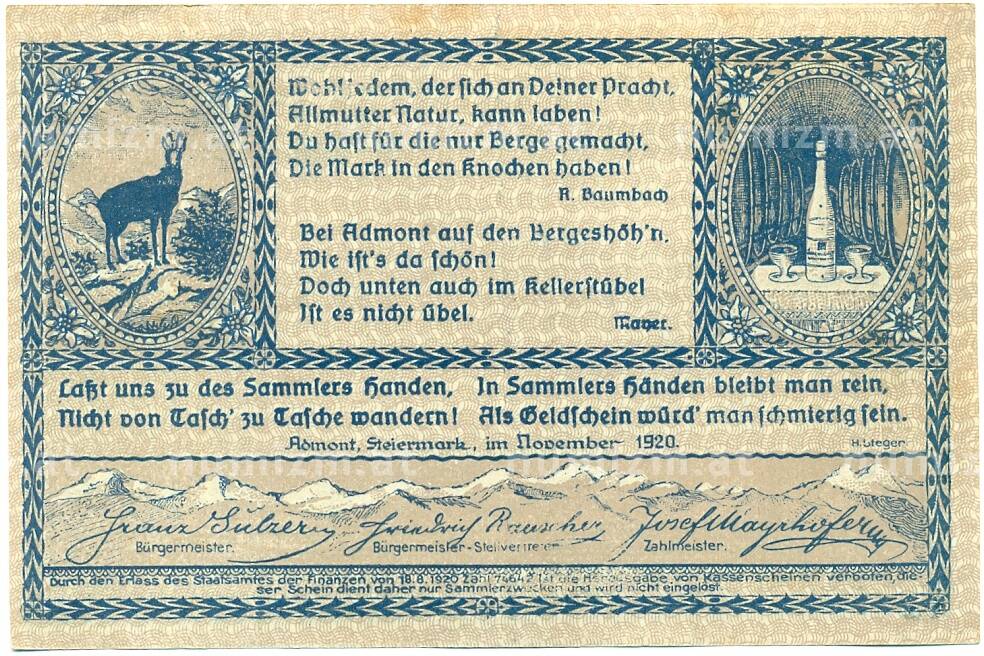 Wohl jedem, der sich an Deiner Pracht,
Allmutter Natur, kann laben!
Du hast für die nur Berge gemacht,
Die Mark in den Knochen haben!
R. Baumbach
Bei Admont auf den Bergeshöh'n,
Wie ist's da schön!
Doch unten auch im Kellerstübel
Ist es nicht übel.
Mayer.
Laßt uns zu des Sammlers Handen,
Nicht von Tasch' zu Tasche wandern!
In Sammlers Händen bleibt man rein,
Als Geldschein würd' man schmierig sein.
Admont, Steiermark, im November 1920.
H. Steger
Franz Sulzer
Friedrich Rauscher
Josef Mayrhofer
Bürgermeister.
Bürgermeister-Stellvertreter.
Zahlmeister.
Durch den Erlass des Staatsamtes der Finanzen von 18.8.1920 Zahl 74642 ist die Herausgabe von Kassenscheinen verboten, die-
ser Schein dient daher nur Sammlerzwecken und wird nicht eingelöst.
numizm.at